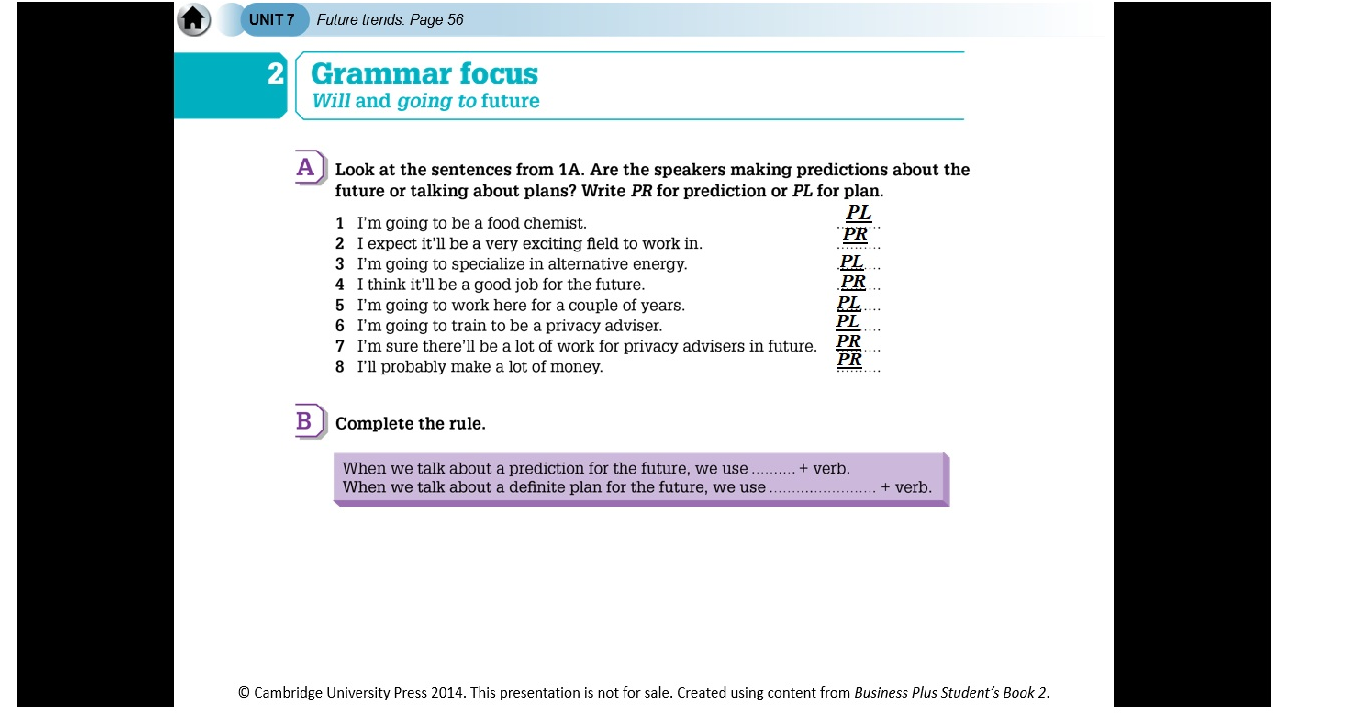 UNIT 7 Future trends. Page 56
2 Grammar focus
Will and going to future
A Look at the sentences from 1A. Are the speakers making predictions about the
future or talking about plans? Write PR for prediction or PL for plan.
1 I'm going to be a food chemist. PL
2 I expect it'll be a very exciting field to work in. PR
3 I'm going to specialize in alternative energy. PL
4 I think it'll be a good job for the future. PR
5 I'm going to work here for a couple of years. PL
6 I'm going to train to be a privacy adviser. PL
7 I'm sure there'll be a lot of work for privacy advisers in future. PR
8 I'll probably make a lot of money. PR
B Complete the rule.
When we talk about a prediction for the future, we use .......... + verb.
When we talk about a definite plan for the future, we use ........................ + verb.
© Cambridge University Press 2014. This presentation is not for sale. Created using content from Business Plus Student's Book 2.